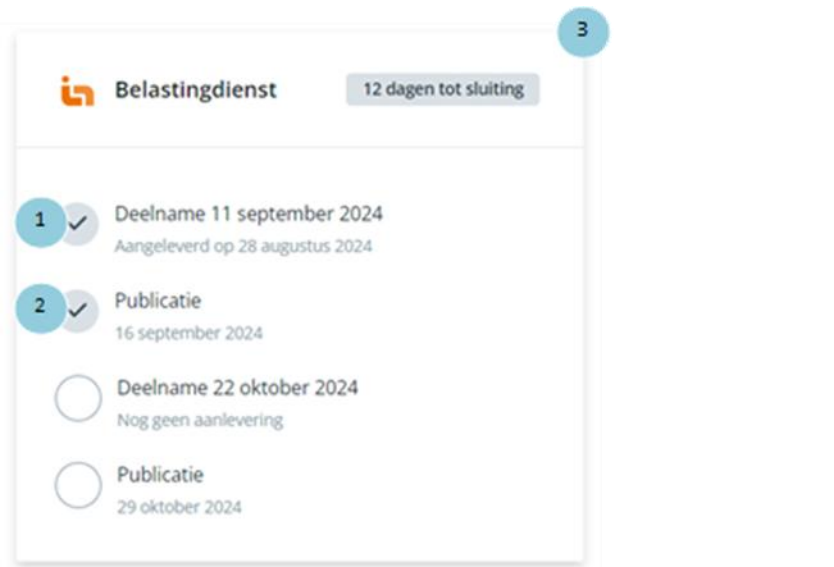 3
Belastingdienst 12 dagen tot sluiting
1 Deelname 11 september 2024
Aangeleverd op 28 augustus 2024
2 Publicatie
16 september 2024
Deelname 22 oktober 2024
Nog geen aanlevering
Publicatie
29 oktober 2024